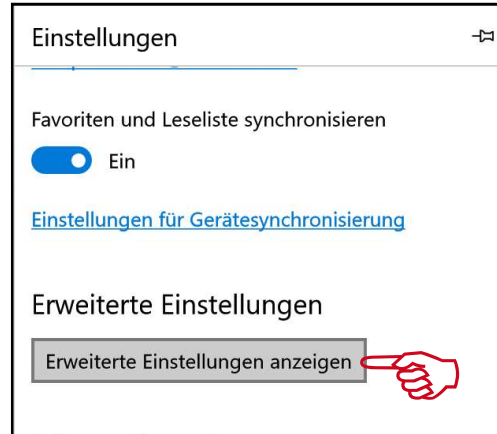 Einstellungen
Favoriten und Leseliste synchronisieren
Ein
Einstellungen für Gerätesynchronisierung
Erweiterte Einstellungen
Erweiterte Einstellungen anzeigen